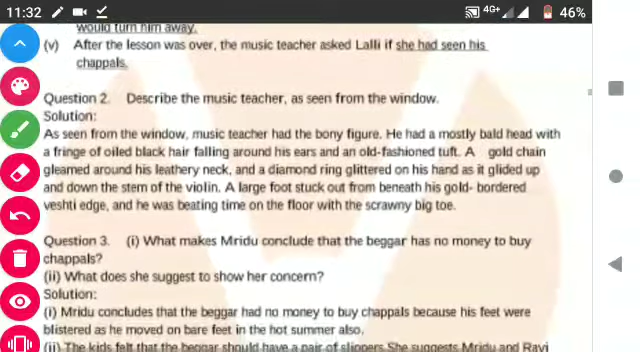 11:32
4G+
46%
would turn him away.
(v) After the lesson was over, the music teacher asked Lalli if she had seen his
chappals.
Question 2. Describe the music teacher, as seen from the window.
Solution:
As seen from the window, music teacher had the bony figure. He had a mostly bald head with
a fringe of oiled black hair falling around his ears and an old-fashioned tuft. A gold chain
gleamed around his leathery neck, and a diamond ring glittered on his hand as it glided up
and down the stem of the violin. A large foot stuck out from beneath his gold- bordered
veshti edge, and he was beating time on the floor with the scrawny big toe.
Question 3. (i) What makes Mridu conclude that the beggar has no money to buy
chappals?
(ii) What does she suggest to show her concern?
Solution:
(i) Mridu concludes that the beggar had no money to buy chappals because his feet were
blistered as he moved on bare feet in the hot summer also.
(ii) The kids felt that the beggar should have a pair of slippers.She suggests Mridu and Ravi